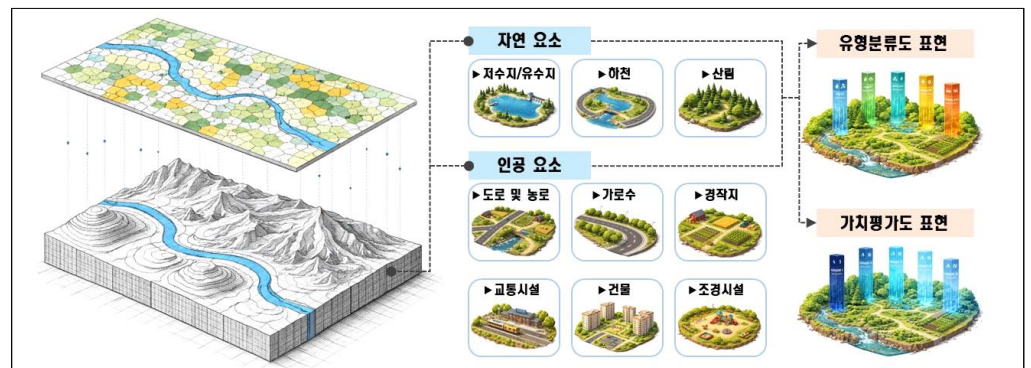 자연 요소
▶저수지/유수지
▶하천
▶산림
인공 요소
▶도로 및 농로
▶가로수
▶경작지
▶교통시설
▶건물
▶조경시설
유형분류도 표현
가치평가도 표현